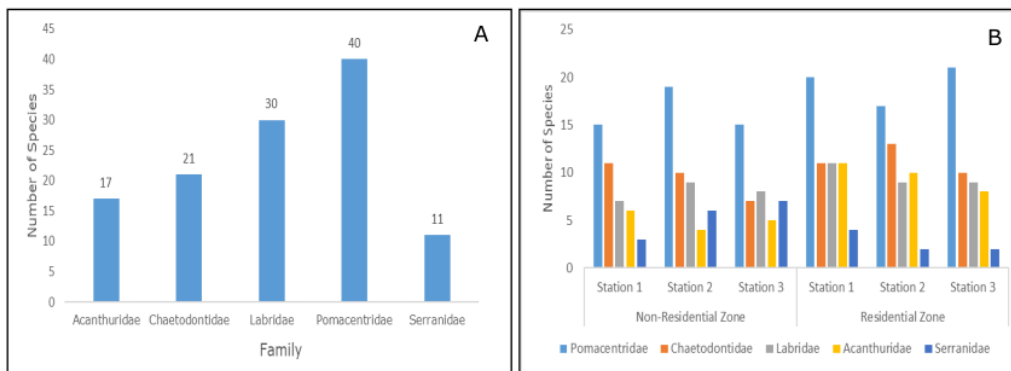 A
Number of Species
45
40
35
30
25
20
15
10
5
0
17
21
30
40
11
Acanthuridae Chaetodontidae Labridae Pomacentridae Serranidae
Family
B
Number of Species
25
20
15
10
5
0
Station 1 Station 2 Station 3 Station 1 Station 2 Station 3
Non-Residential Zone Residential Zone
Pomacentridae Chaetodontidae Labridae Acanthuridae Serranidae